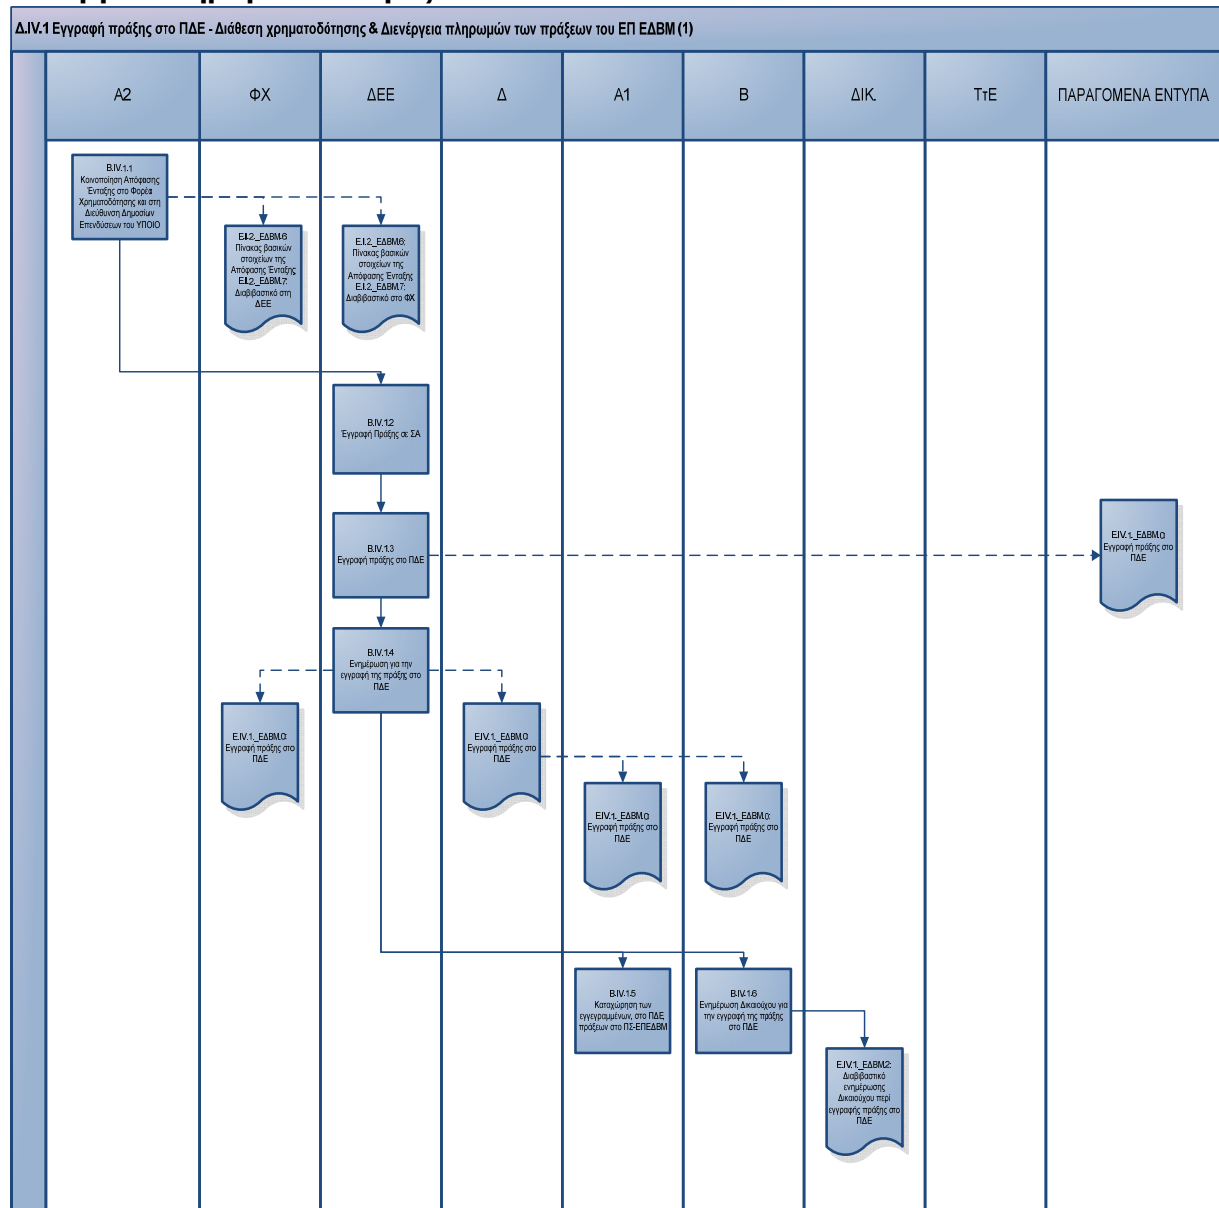 Δ.IV.1 Εγγραφή πράξης στο ΠΔΕ - Διάθεση χρηματοδότησης & Διενέργεια πληρωμών των πράξεων του ΕΠ ΕΔΒΜ (1)
Α2
ΦΧ
ΔΕΕ
Δ
Α1
Β
ΔΙΚ.
ΤτΕ
ΠΑΡΑΓΟΜΕΝΑ ΕΝΤΥΠΑ
Β.IV.1.1
Κοινοποίηση Απόφασης
Ένταξης στο Φορέα
Χρηματοδότησης και στη
Διεύθυνση Δημοσίων
Επενδύσεων του ΥΠΟΙΟ
Ε.Ι.2._ΕΔΒΜ.6
Πίνακας βασικών
στοιχείων της
Απόφασης Ένταξης
Ε.Ι.2._ΕΔΒΜ.7:
Διαβιβαστικό στη
ΔΕΕ
Ε.Ι.2._ΕΔΒΜ.6:
Πίνακας βασικών
στοιχείων της
Απόφασης Ένταξης
Ε.Ι.2._ΕΔΒΜ.7:
Διαβιβαστικό στο ΦΧ
Β.IV.1.2
Έγγραφή Πράξης σε ΣΑ
Β.IV.1.3
Εγγραφή πράξης στο ΠΔΕ
Ε.IV.1._ΕΔΒΜ.0:
Εγγραφή πράξης στο
ΠΔΕ
Β.IV.1.4
Ενημέρωση για την
εγγραφή της πράξης στο
ΠΔΕ
Ε.IV.1._ΕΔΒΜ.0:
Εγγραφή πράξης στο
ΠΔΕ
Ε.IV.1._ΕΔΒΜ.0:
Εγγραφή πράξης στο
ΠΔΕ
Ε.IV.1._ΕΔΒΜ.0:
Εγγραφή πράξης στο
ΠΔΕ
Ε.IV.1._ΕΔΒΜ.0:
Εγγραφή πράξης στο
ΠΔΕ
Β.IV.1.5
Καταχώρηση των
εγγεγραμμένων, στο ΠΔΕ,
πράξεων στο ΠΣ-ΕΠΕΔΒΜ
Β.IV.1.6
Ενημέρωση Δικαιούχου για
την εγγραφή της πράξης
στο ΠΔΕ
Ε.IV.1._ΕΔΒΜ.2:
Διαβιβαστικό
ενημέρωσης
Δικαιούχου περί
εγγραφής πράξης στο
ΠΔΕ